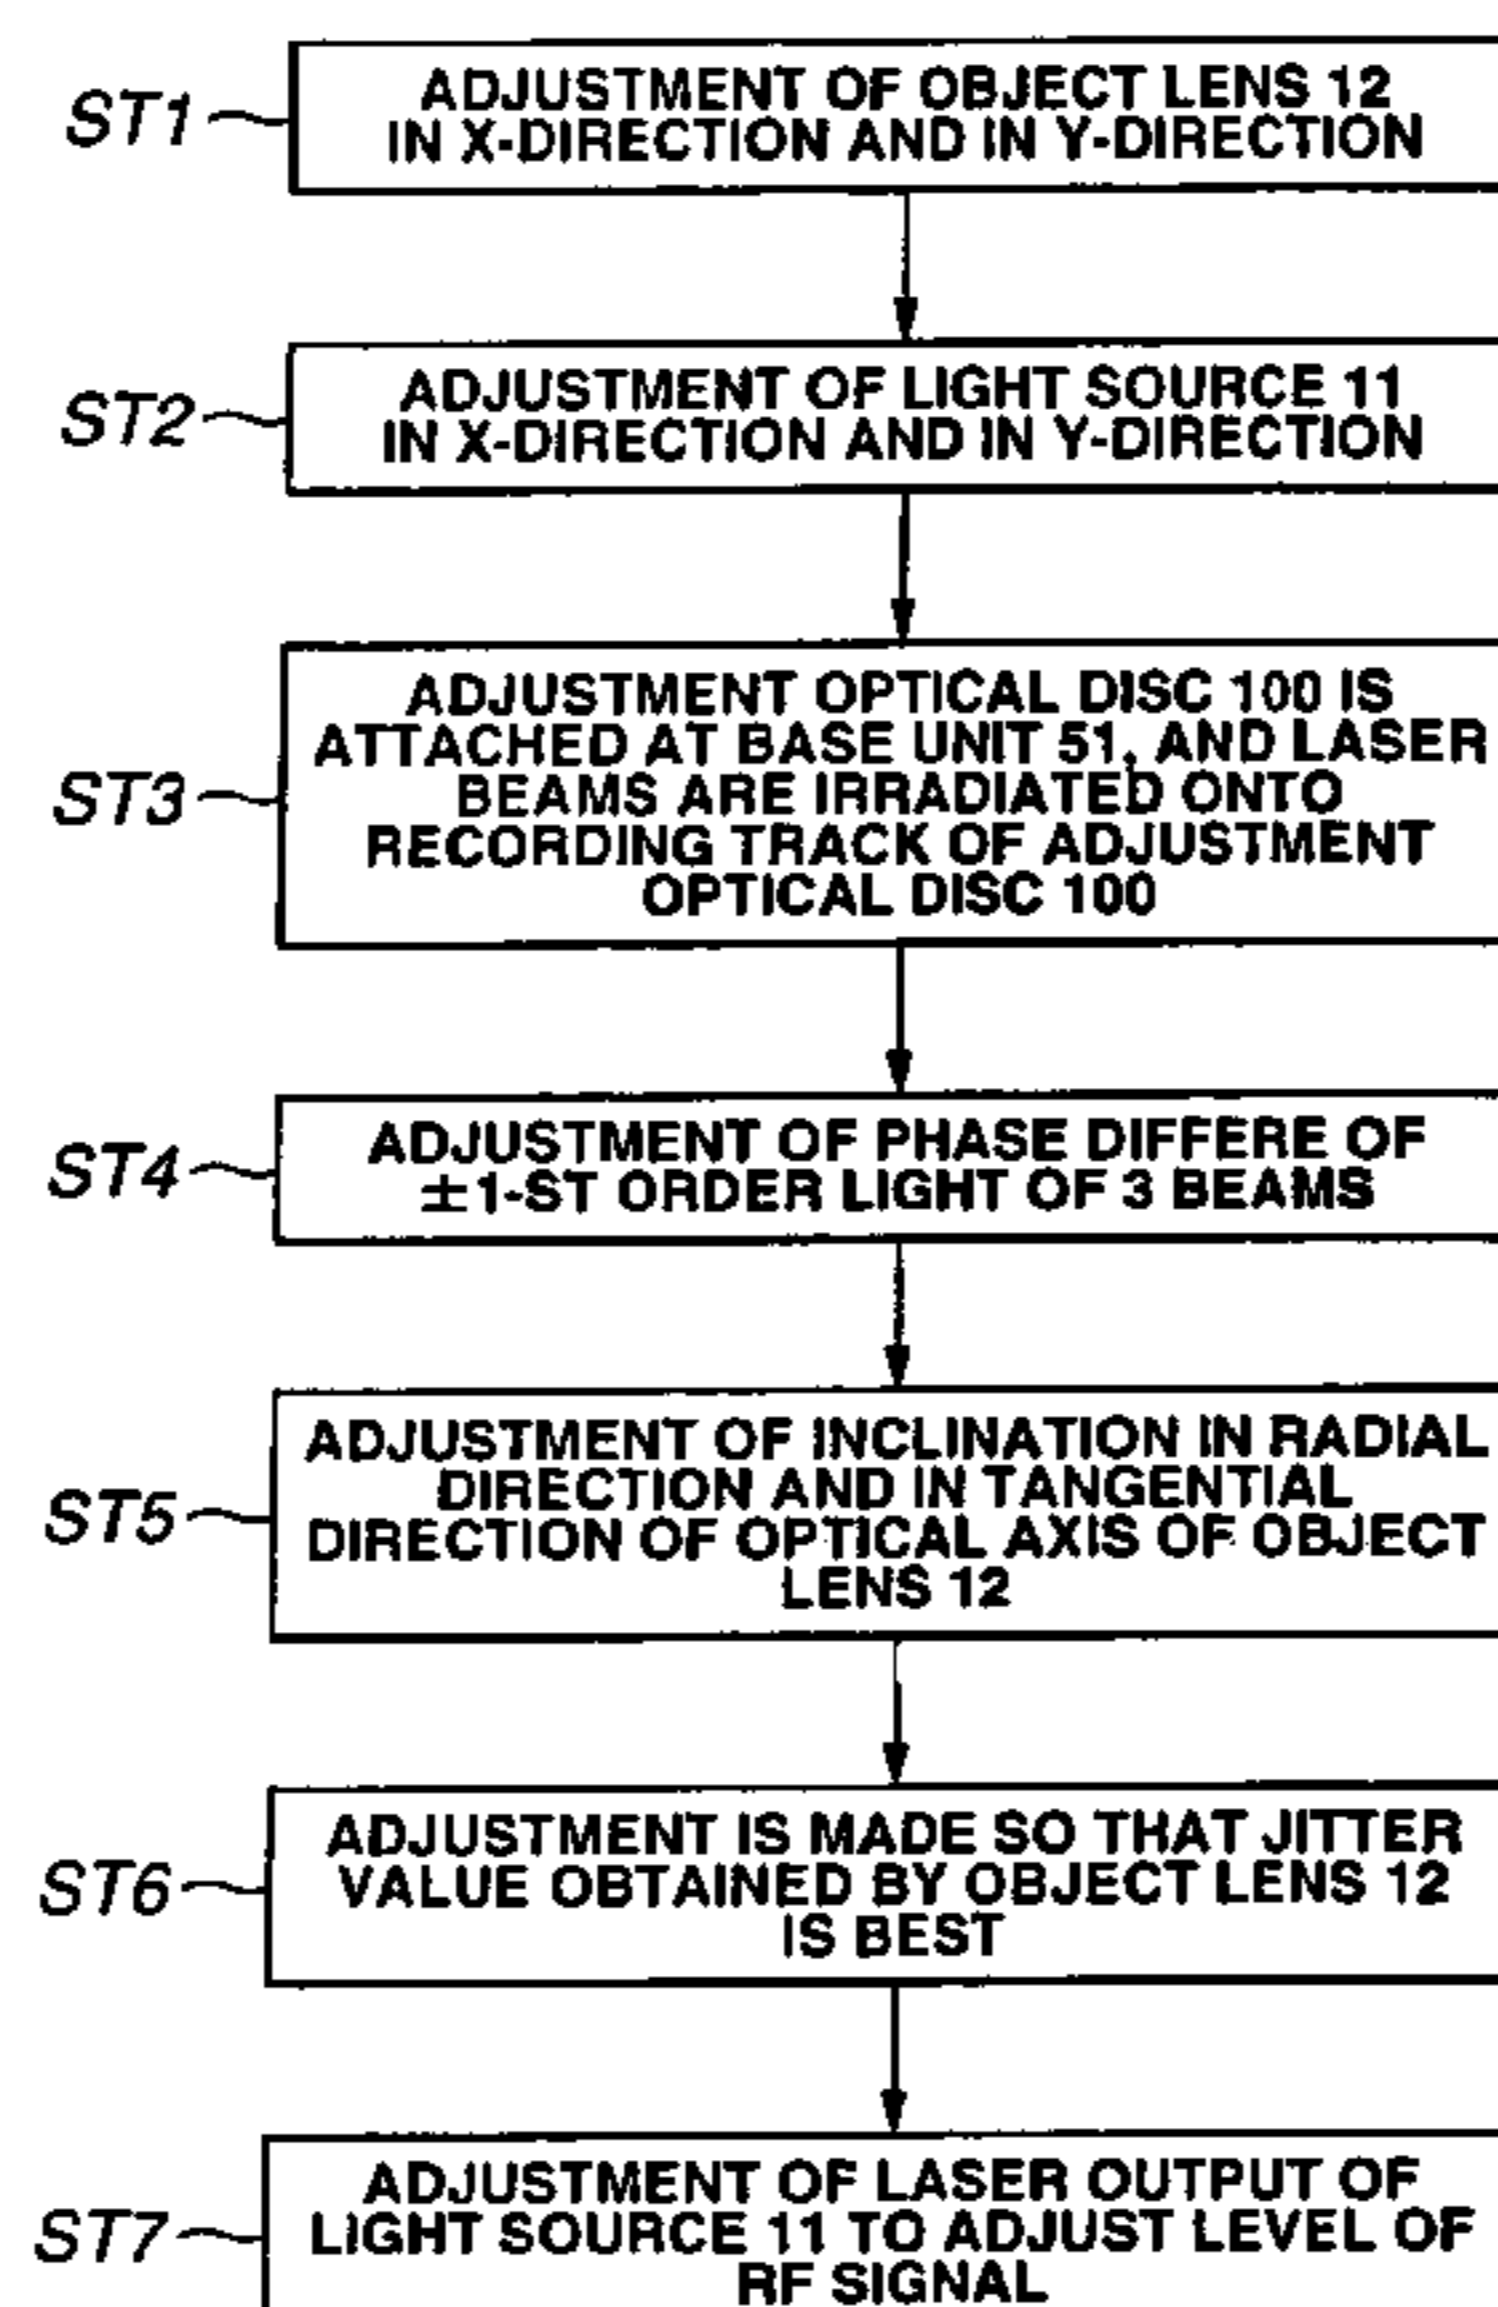 ST1
ADJUSTMENT OF OBJECT LENS 12
IN X-DIRECTION AND IN Y-DIRECTION
ST2
ADJUSTMENT OF LIGHT SOURCE 11
IN X-DIRECTION AND IN Y-DIRECTION
ST3
ADJUSTMENT OPTICAL DISC 100 IS
ATTACHED AT BASE UNIT 51, AND LASER
BEAMS ARE IRRADIATED ONTO
RECORDING TRACK OF ADJUSTMENT
OPTICAL DISC 100
ST4
ADJUSTMENT OF PHASE DIFFERE OF
±1-ST ORDER LIGHT OF 3 BEAMS
ST5
ADJUSTMENT OF INCLINATION IN RADIAL
DIRECTION AND IN TANGENTIAL
DIRECTION OF OPTICAL AXIS OF OBJECT
LENS 12
ST6
ADJUSTMENT IS MADE SO THAT JITTER
VALUE OBTAINED BY OBJECT LENS 12
IS BEST
ST7
ADJUSTMENT OF LASER OUTPUT OF
LIGHT SOURCE 11 TO ADJUST LEVEL OF
RF SIGNAL